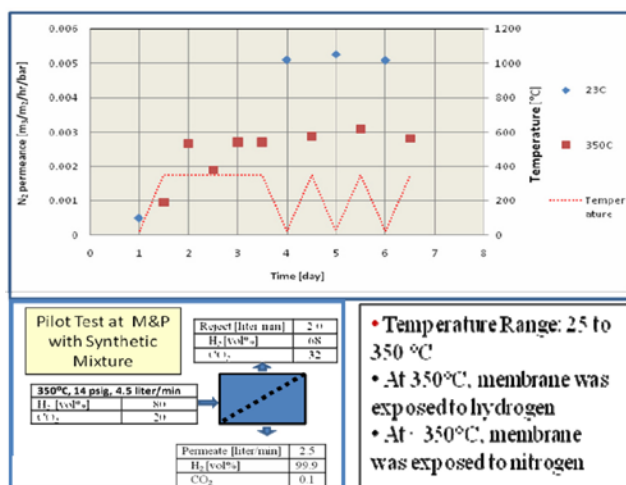 0.006
0.005
0.004
0.003
0.002
0.001
0
N₂ permeance [m3/m2/hr/bar]
1200
1000
800
600
400
200
0
Temperature [°C]
0 1 2 3 4 5 6 7 8
Time [day]
23C
350C
Temper
ature
Pilot Test at M&P
with Synthetic
Mixture
Reject [liter min] 2.0
H₂ [vol%] 68
CO₂ 32
350°C, 14 psig, 4.5 liter/min
H₂ [vol%] 80
CO₂ 20
Permeate [liter/min] 2.5
H₂ [vol%] 99.9
CO₂ 0.1
• Temperature Range: 25 to
350 °C
• At 350°C, membrane was
exposed to hydrogen
• At · 350°C, membrane
was exposed to nitrogen